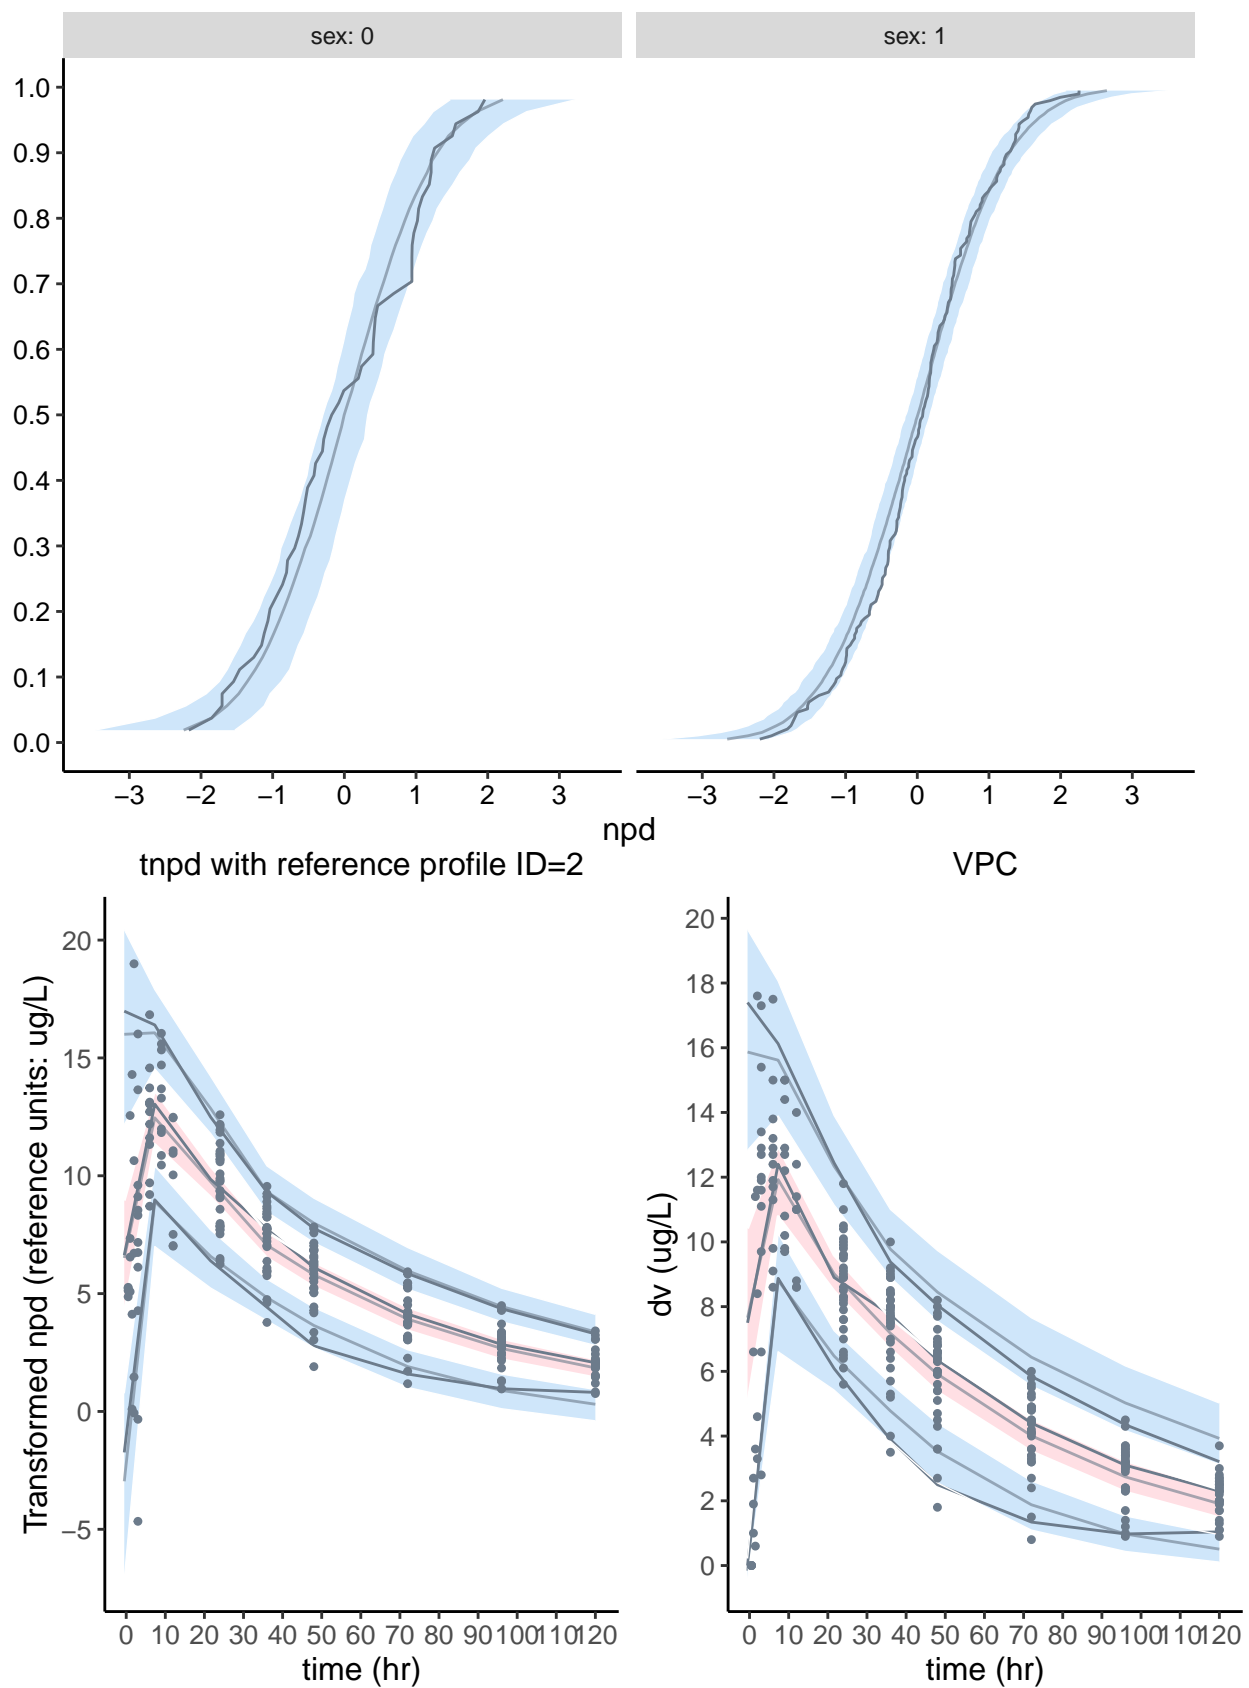 sex: 0
sex: 1
1.0
0.9
0.8
0.7
0.6
0.5
0.4
0.3
0.2
0.1
0.0
−3 −2 −1 0 1 2 3
−3 −2 −1 0 1 2 3
npd
tnpd with reference profile ID=2
VPC
Transformed npd (reference units: ug/L)
20
15
10
5
0
−5
0 10 20 30 40 50 60 70 80 90 100 110 120
time (hr)
dv (ug/L)
20
18
16
14
12
10
8
6
4
2
0
0 10 20 30 40 50 60 70 80 90 100 110 120
time (hr)